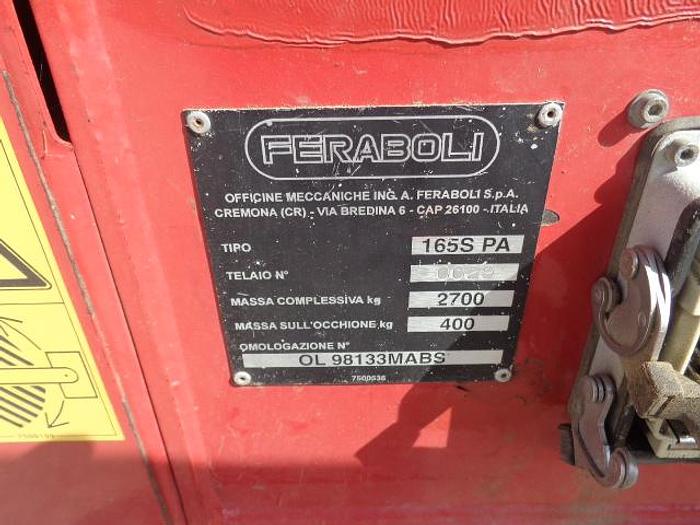 FERABOLI
OFFICINE MECCANICHE ING. A. FERABOLI S.p.A.
CREMONA (CR) - VIA BREDINA 6 - CAP 26100 - ITALIA
TIPO 165S PA
TELAIO N°
MASSA COMPLESSIVA kg 2700
MASSA SULL'OCCHIONE kg 400
OMOLOGAZIONE N°
OL 98133MABS
7500536